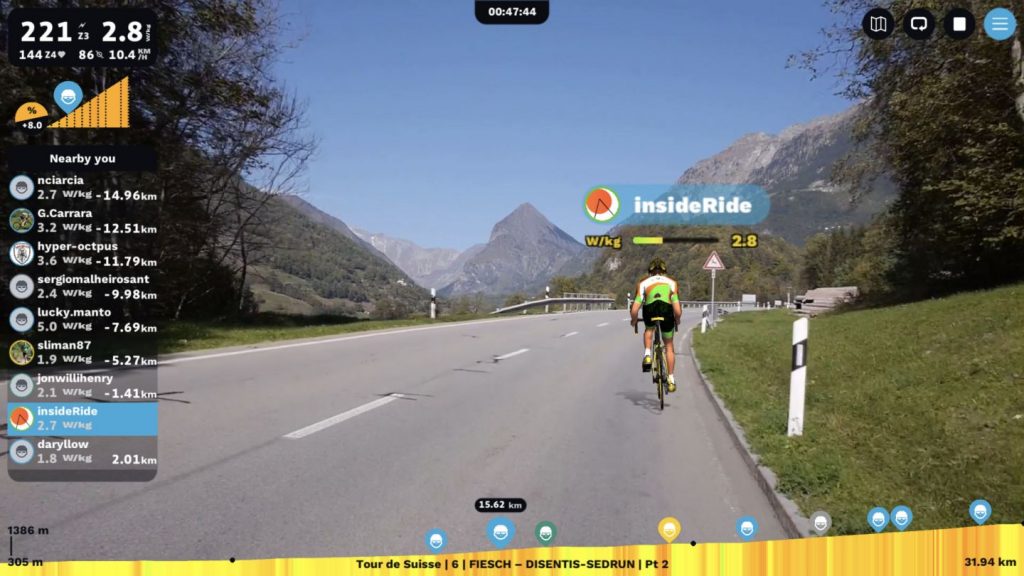 00:47:44
221 Z3 2.8 W/kg
144 Z4 86 10.4 KM/H
%
+8.0
Nearby you
nciarcia
2.7 W/kg -14.96km
G.Carrara
3.2 W/kg -12.51km
hyper-octpus
3.6 W/kg -11.79km
sergiomalheirosant
2.4 W/kg -9.98km
lucky.manto
5.0 W/kg -7.69km
sliman87
1.9 W/kg -5.27km
jonwillihenry
2.1 W/kg -1.41km
insideRide
2.7 W/kg
daryllow
1.8 W/kg 2.01km
insideRide
W/kg 2.8
15.62 km
1386 m
305 m
Tour de Suisse | 6 | FIESCH – DISENTIS-SEDRUN | Pt 2
31.94 km